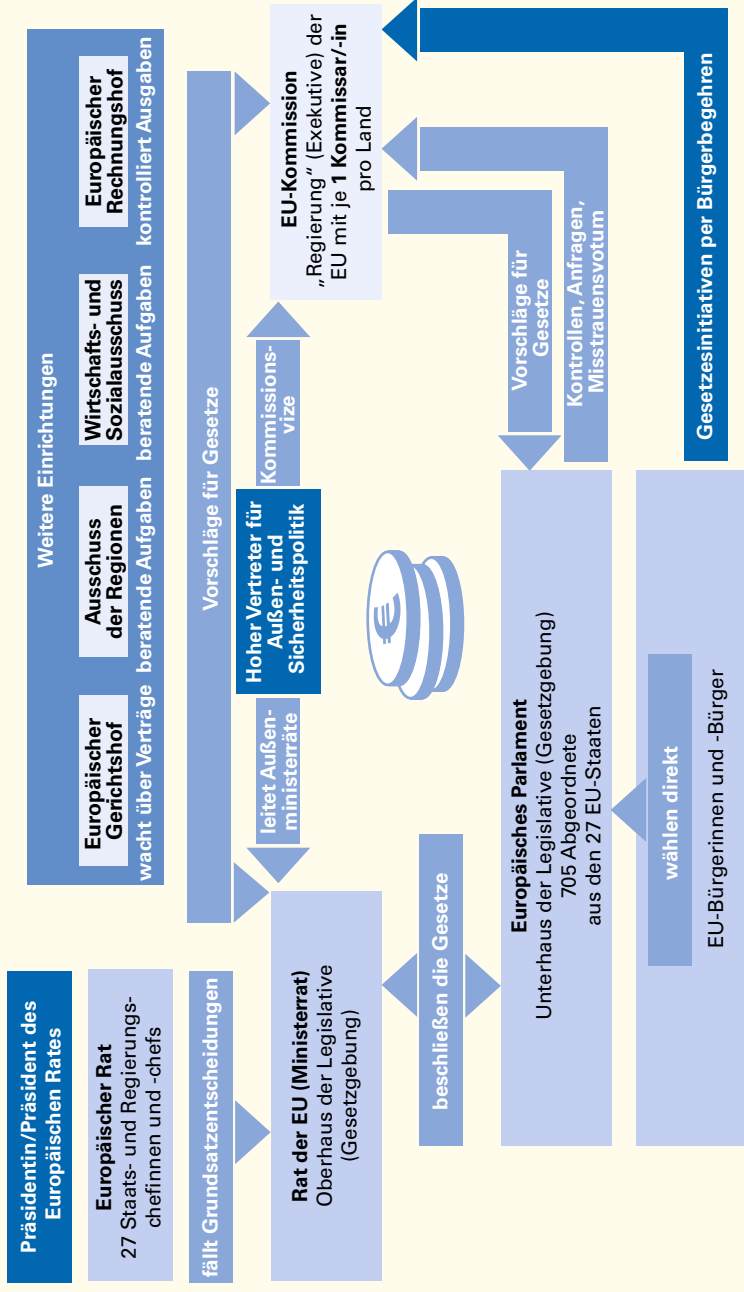 Präsidentin/Präsident des
Europäischen Rates
Europäischer Rat
27 Staats- und Regierungs-
chefinnen und -chefs
fällt Grundsatzentscheidungen
Weitere Einrichtungen
Europäischer
Gerichtshof
wacht über Verträge
Ausschuss
der Regionen
beratende Aufgaben
Wirtschafts- und
Sozialausschuss
beratende Aufgaben
Europäischer
Rechnungshof
kontrolliert Ausgaben
Vorschläge für Gesetze
Rat der EU (Ministerrat)
Oberhaus der Legislative
(Gesetzgebung)
leitet Außen-
ministerräte
Hoher Vertreter für
Außen- und
Sicherheitspolitik
Kommissions-
vize
EU-Kommission
„Regierung“ (Exekutive) der
EU mit je 1 Kommissar/-in
pro Land
beschließen die Gesetze
€
Vorschläge für
Gesetze
Kontrollen, Anfragen,
Misstrauensvotum
Europäisches Parlament
Unterhaus der Legislative (Gesetzgebung)
705 Abgeordnete
aus den 27 EU-Staaten
wählen direkt
EU-Bürgerinnen und -Bürger
Gesetzesinitiativen per Bürgerbegehren